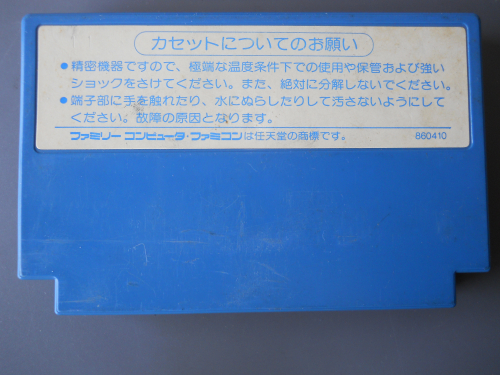 カセットについてのお願い
●精密機器ですので、極端な温度条件下での使用や保管および強い
ショックをさけてください。また、絶対に分解しないでください。
●端子部に手を触れたり、水にぬらしたりして汚さないようにして
ください。故障の原因となります。
ファミリーコンピュータ・ファミコンは任天堂の商標です。 860410